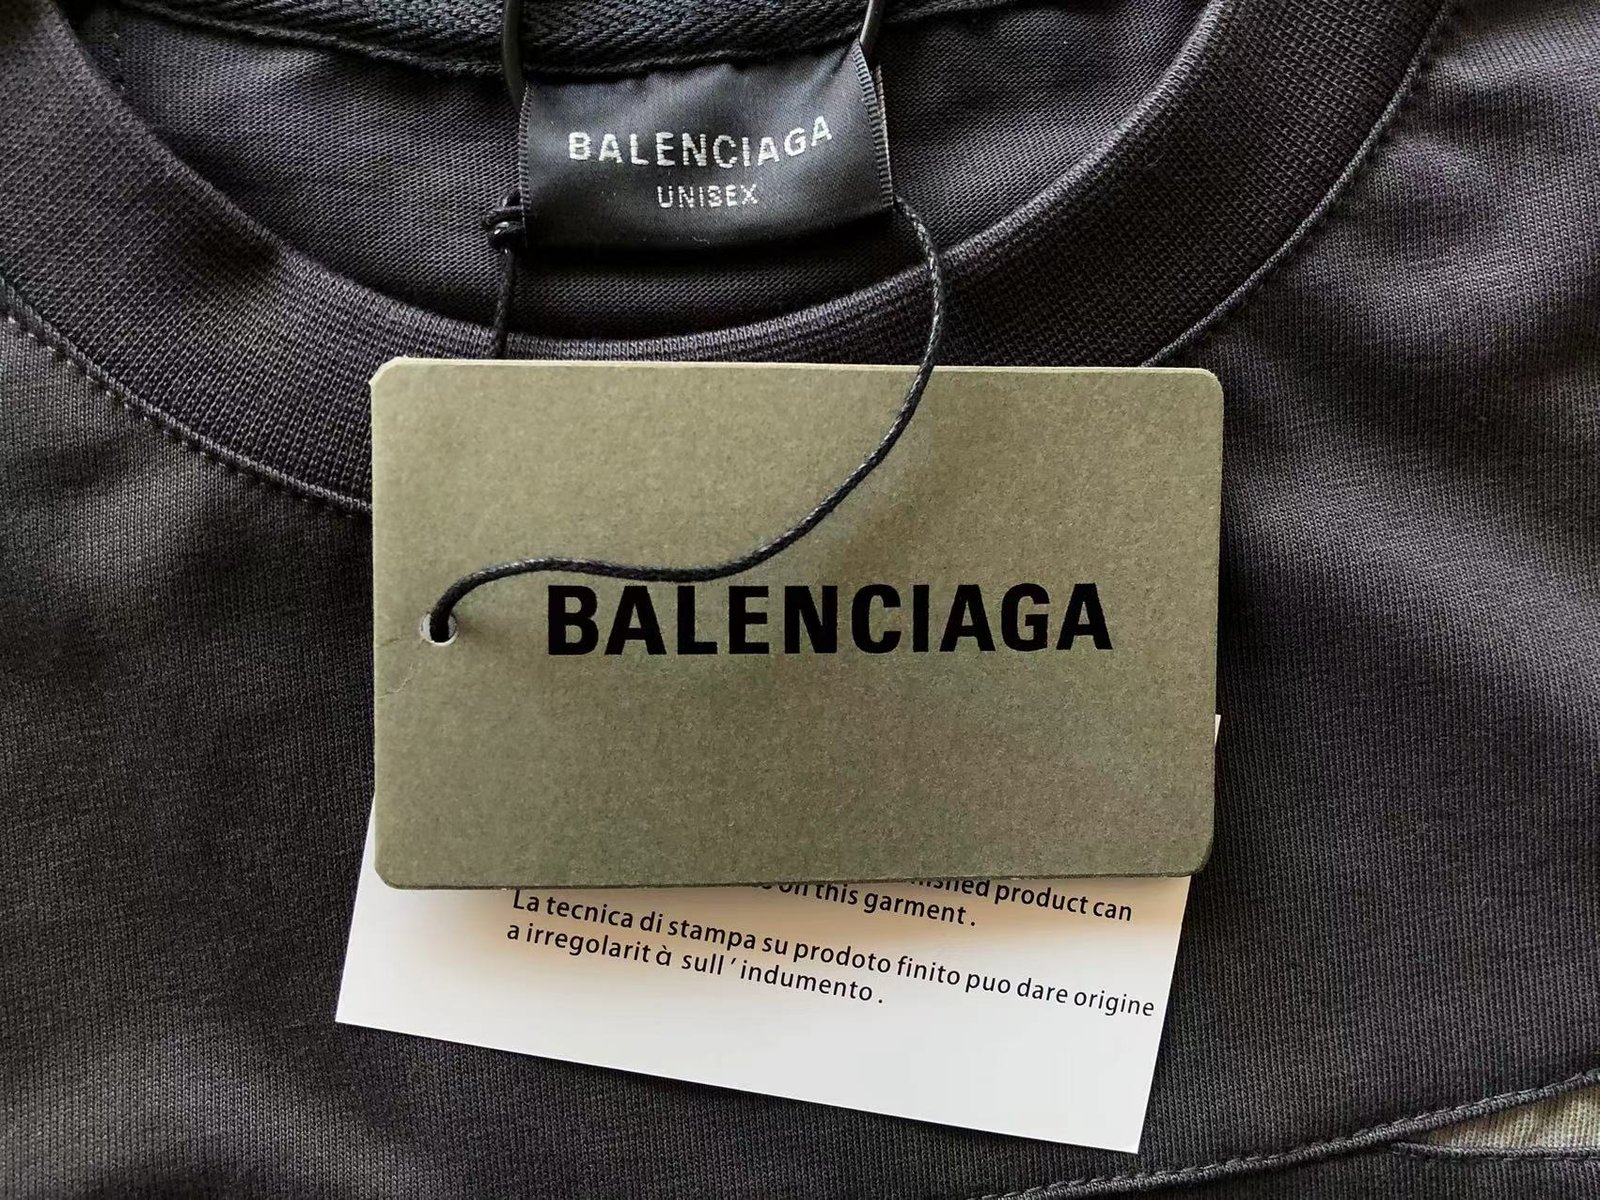 BALENCIAGA
UNISEX
BALENCIAGA
product can
on this garment .
La tecnica di stampa su prodoto finito puo dare origine
a irregolarit à sull ' indumento .